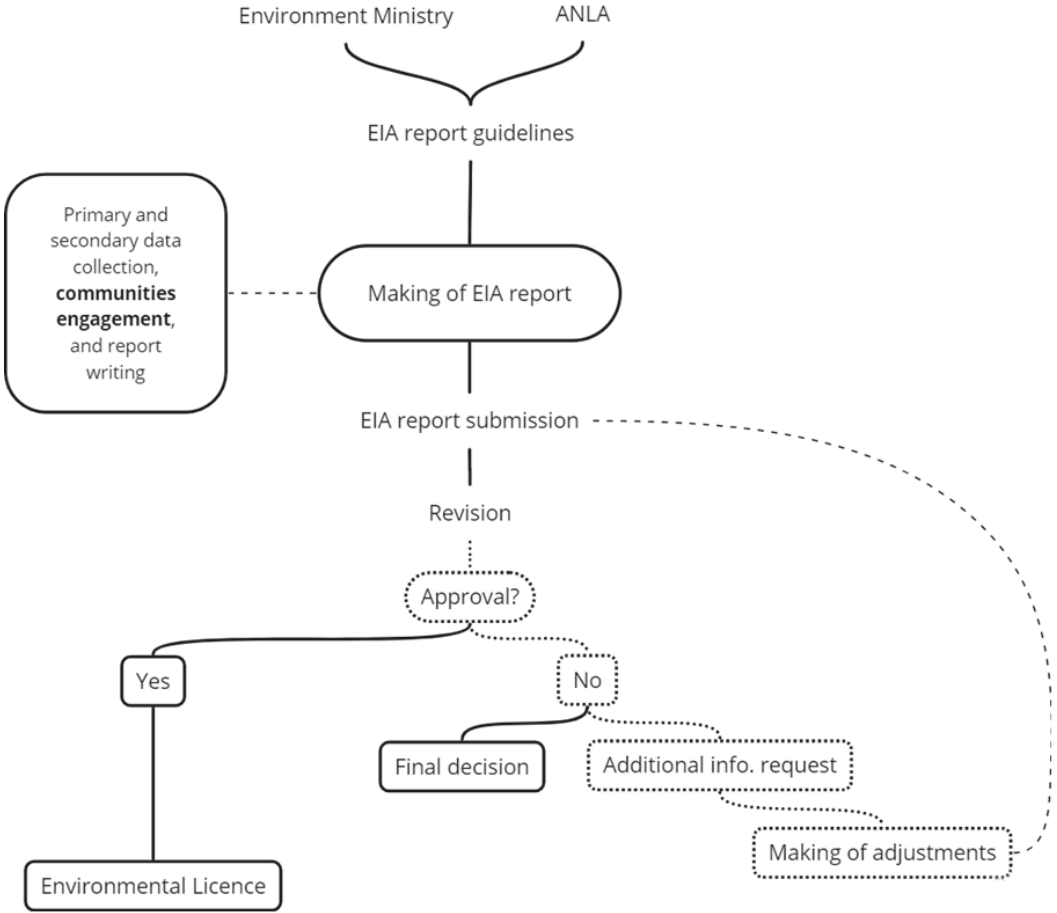 Environment Ministry
ANLA
EIA report guidelines
Primary and
secondary data
collection,
communities
engagement,
and report
writing
Making of EIA report
EIA report submission
Revision
Approval?
Yes
No
Final decision
Additional info. request
Making of adjustments
Environmental Licence